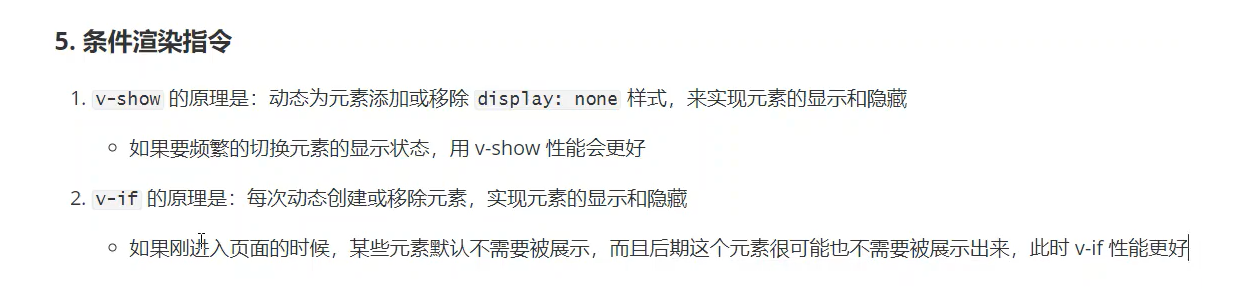 5. 条件渲染指令
1. v-show 的原理是：动态为元素添加或移除 display: none 样式，来实现元素的显示和隐藏
○ 如果要频繁的切换元素的显示状态，用 v-show 性能会更好
2. v-if 的原理是：每次动态创建或移除元素，实现元素的显示和隐藏
○ 如果刚进入页面的时候，某些元素默认不需要被展示，而且后期这个元素很可能也不需要被展示出来，此时 v-if 性能更好